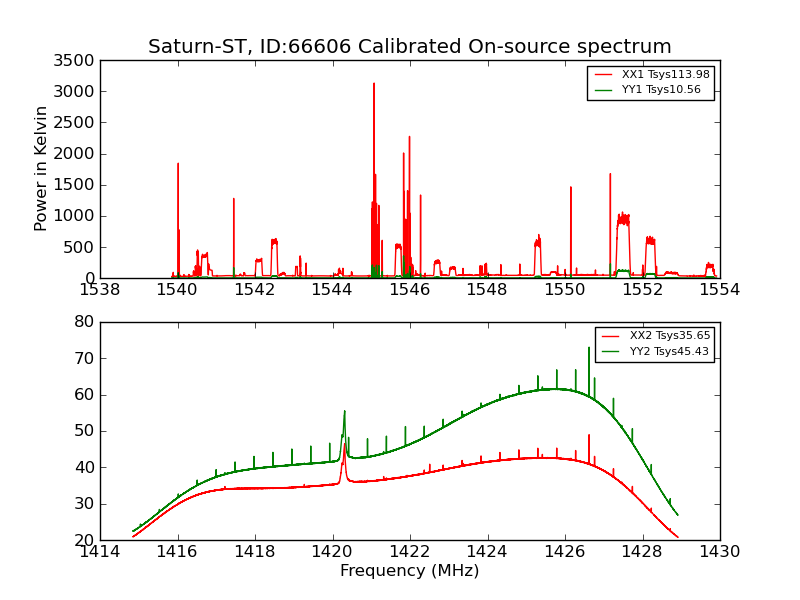 Saturn-ST, ID:66606 Calibrated On-source spectrum
3500
3000
2500
2000
1500
1000
500
0
Power in Kelvin
XX1 Tsys113.98
YY1 Tsys10.56
1538 1540 1542 1544 1546 1548 1550 1552 1554
80
70
60
50
40
30
20
XX2 Tsys35.65
YY2 Tsys45.43
1414 1416 1418 1420 1422 1424 1426 1428 1430
Frequency (MHz)